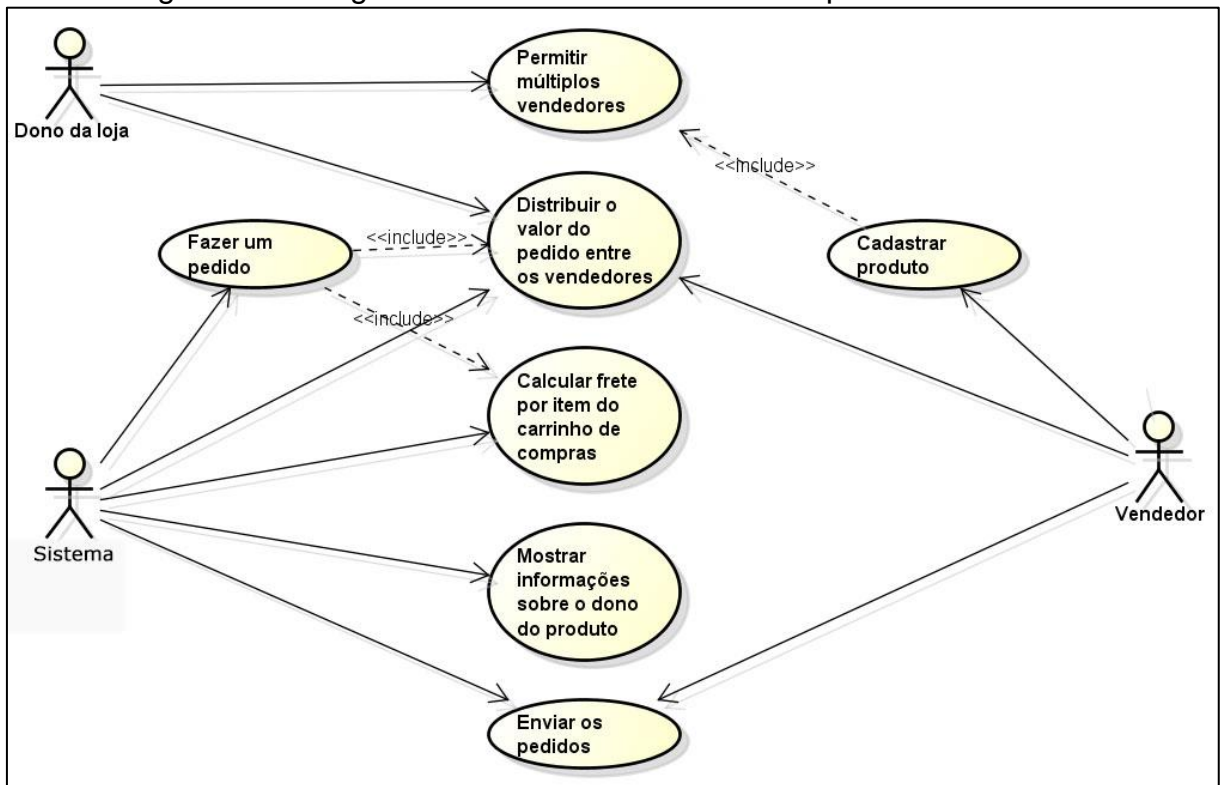 Permitir
múltiplos
vendedores
Dono da loja
<<include>>
Distribuir o
valor do
pedido entre
os vendedores
Fazer um
pedido
<<include>>
Cadastrar
produto
<<include>>
Calcular frete
por item do
carrinho de
compras
Sistema
Vendedor
Mostrar
informações
sobre o dono
do produto
Enviar os
pedidos